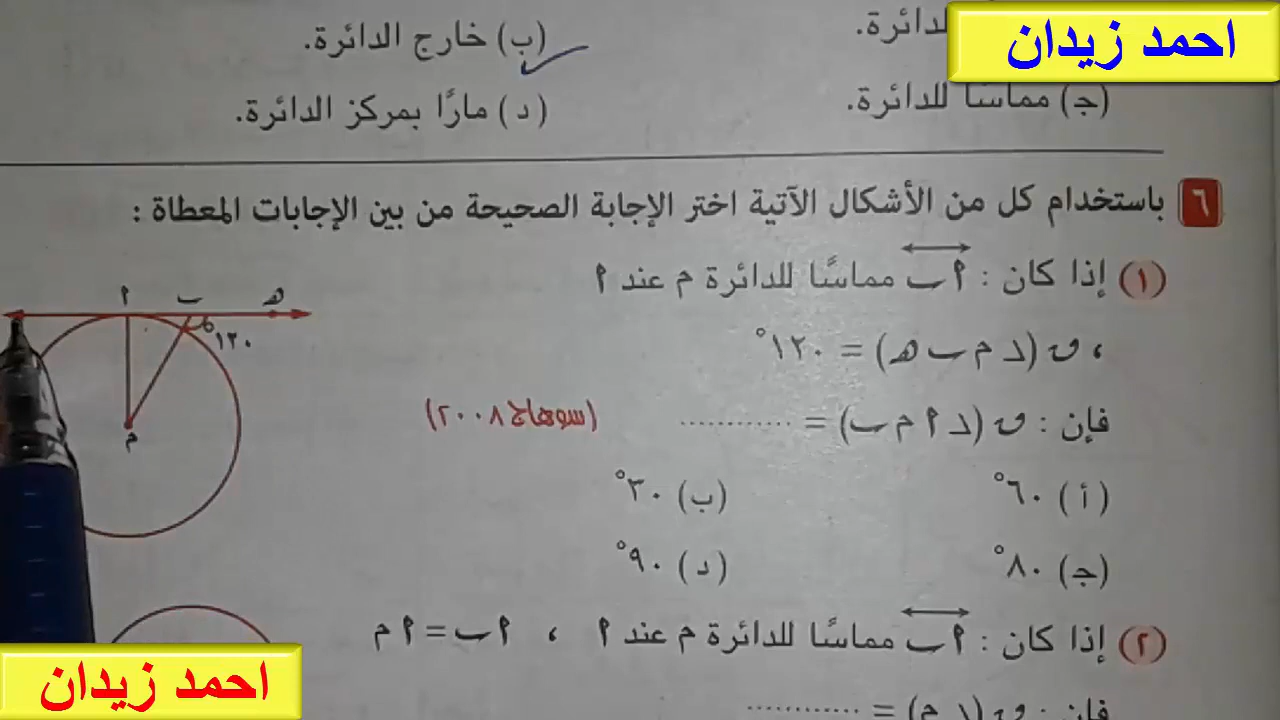 احمد زيدان
(ب) خارج الدائرة.
(جـ) مماسًا للدائرة. (د) مارًا بمركز الدائرة.
٦ باستخدام كل من الأشكال الآتية اختر الإجابة الصحيحة من بين الإجابات المعطاة :
(١) إذا كان : أب مماسًا للدائرة م عند أ
، ق (د م ب هـ) = ١٢٠°
فإن : ق (د أ م ب) = ............ (سوهاج ٢٠٠٨)
(أ) ٦٠° (ب) ٣٠°
(جـ) ٨٠° (د) ٩٠°
أ ب هـ
١٢٠°
م
(٢) إذا كان : أب مماسًا للدائرة م عند أ ، أب = أم
فإن : ق (د م) = ............
احمد زيدان